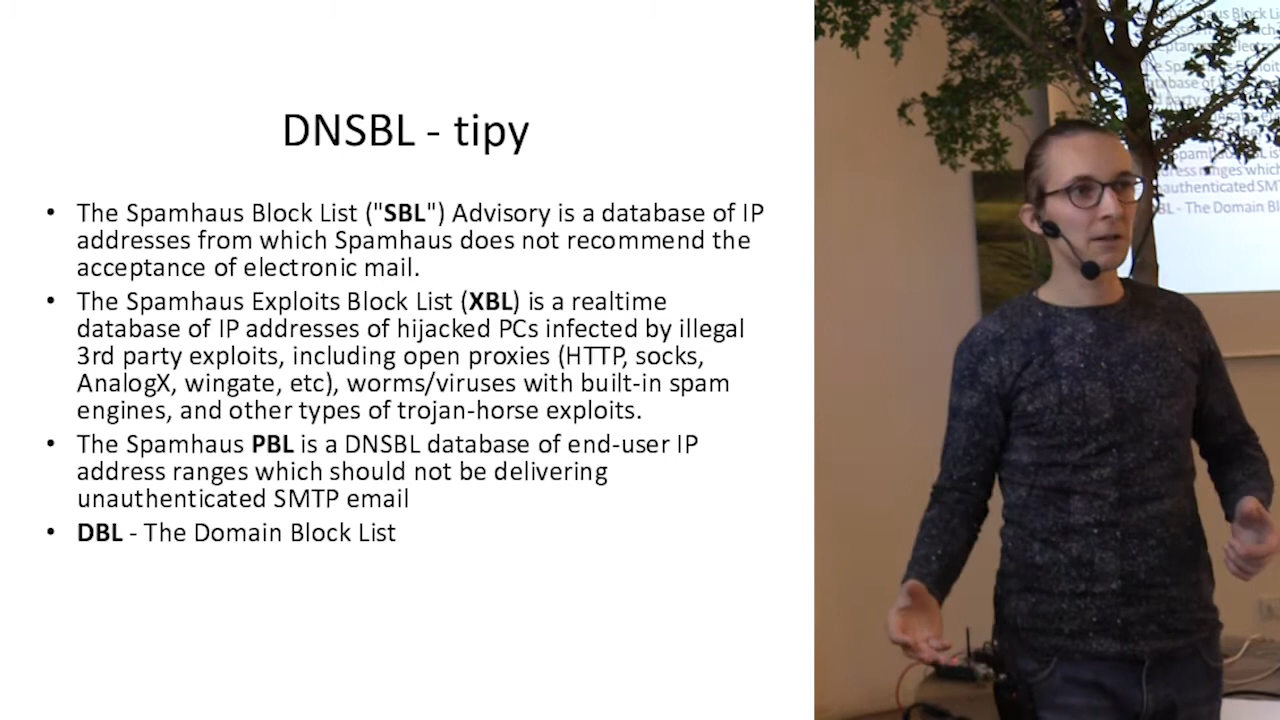 DNSBL - tipy
• The Spamhaus Block List ("SBL") Advisory is a database of IP
addresses from which Spamhaus does not recommend the
acceptance of electronic mail.
• The Spamhaus Exploits Block List (XBL) is a realtime
database of IP addresses of hijacked PCs infected by illegal
3rd party exploits, including open proxies (HTTP, socks,
AnalogX, wingate, etc), worms/viruses with built-in spam
engines, and other types of trojan-horse exploits.
• The Spamhaus PBL is a DNSBL database of end-user IP
address ranges which should not be delivering
unauthenticated SMTP email
• DBL - The Domain Block List